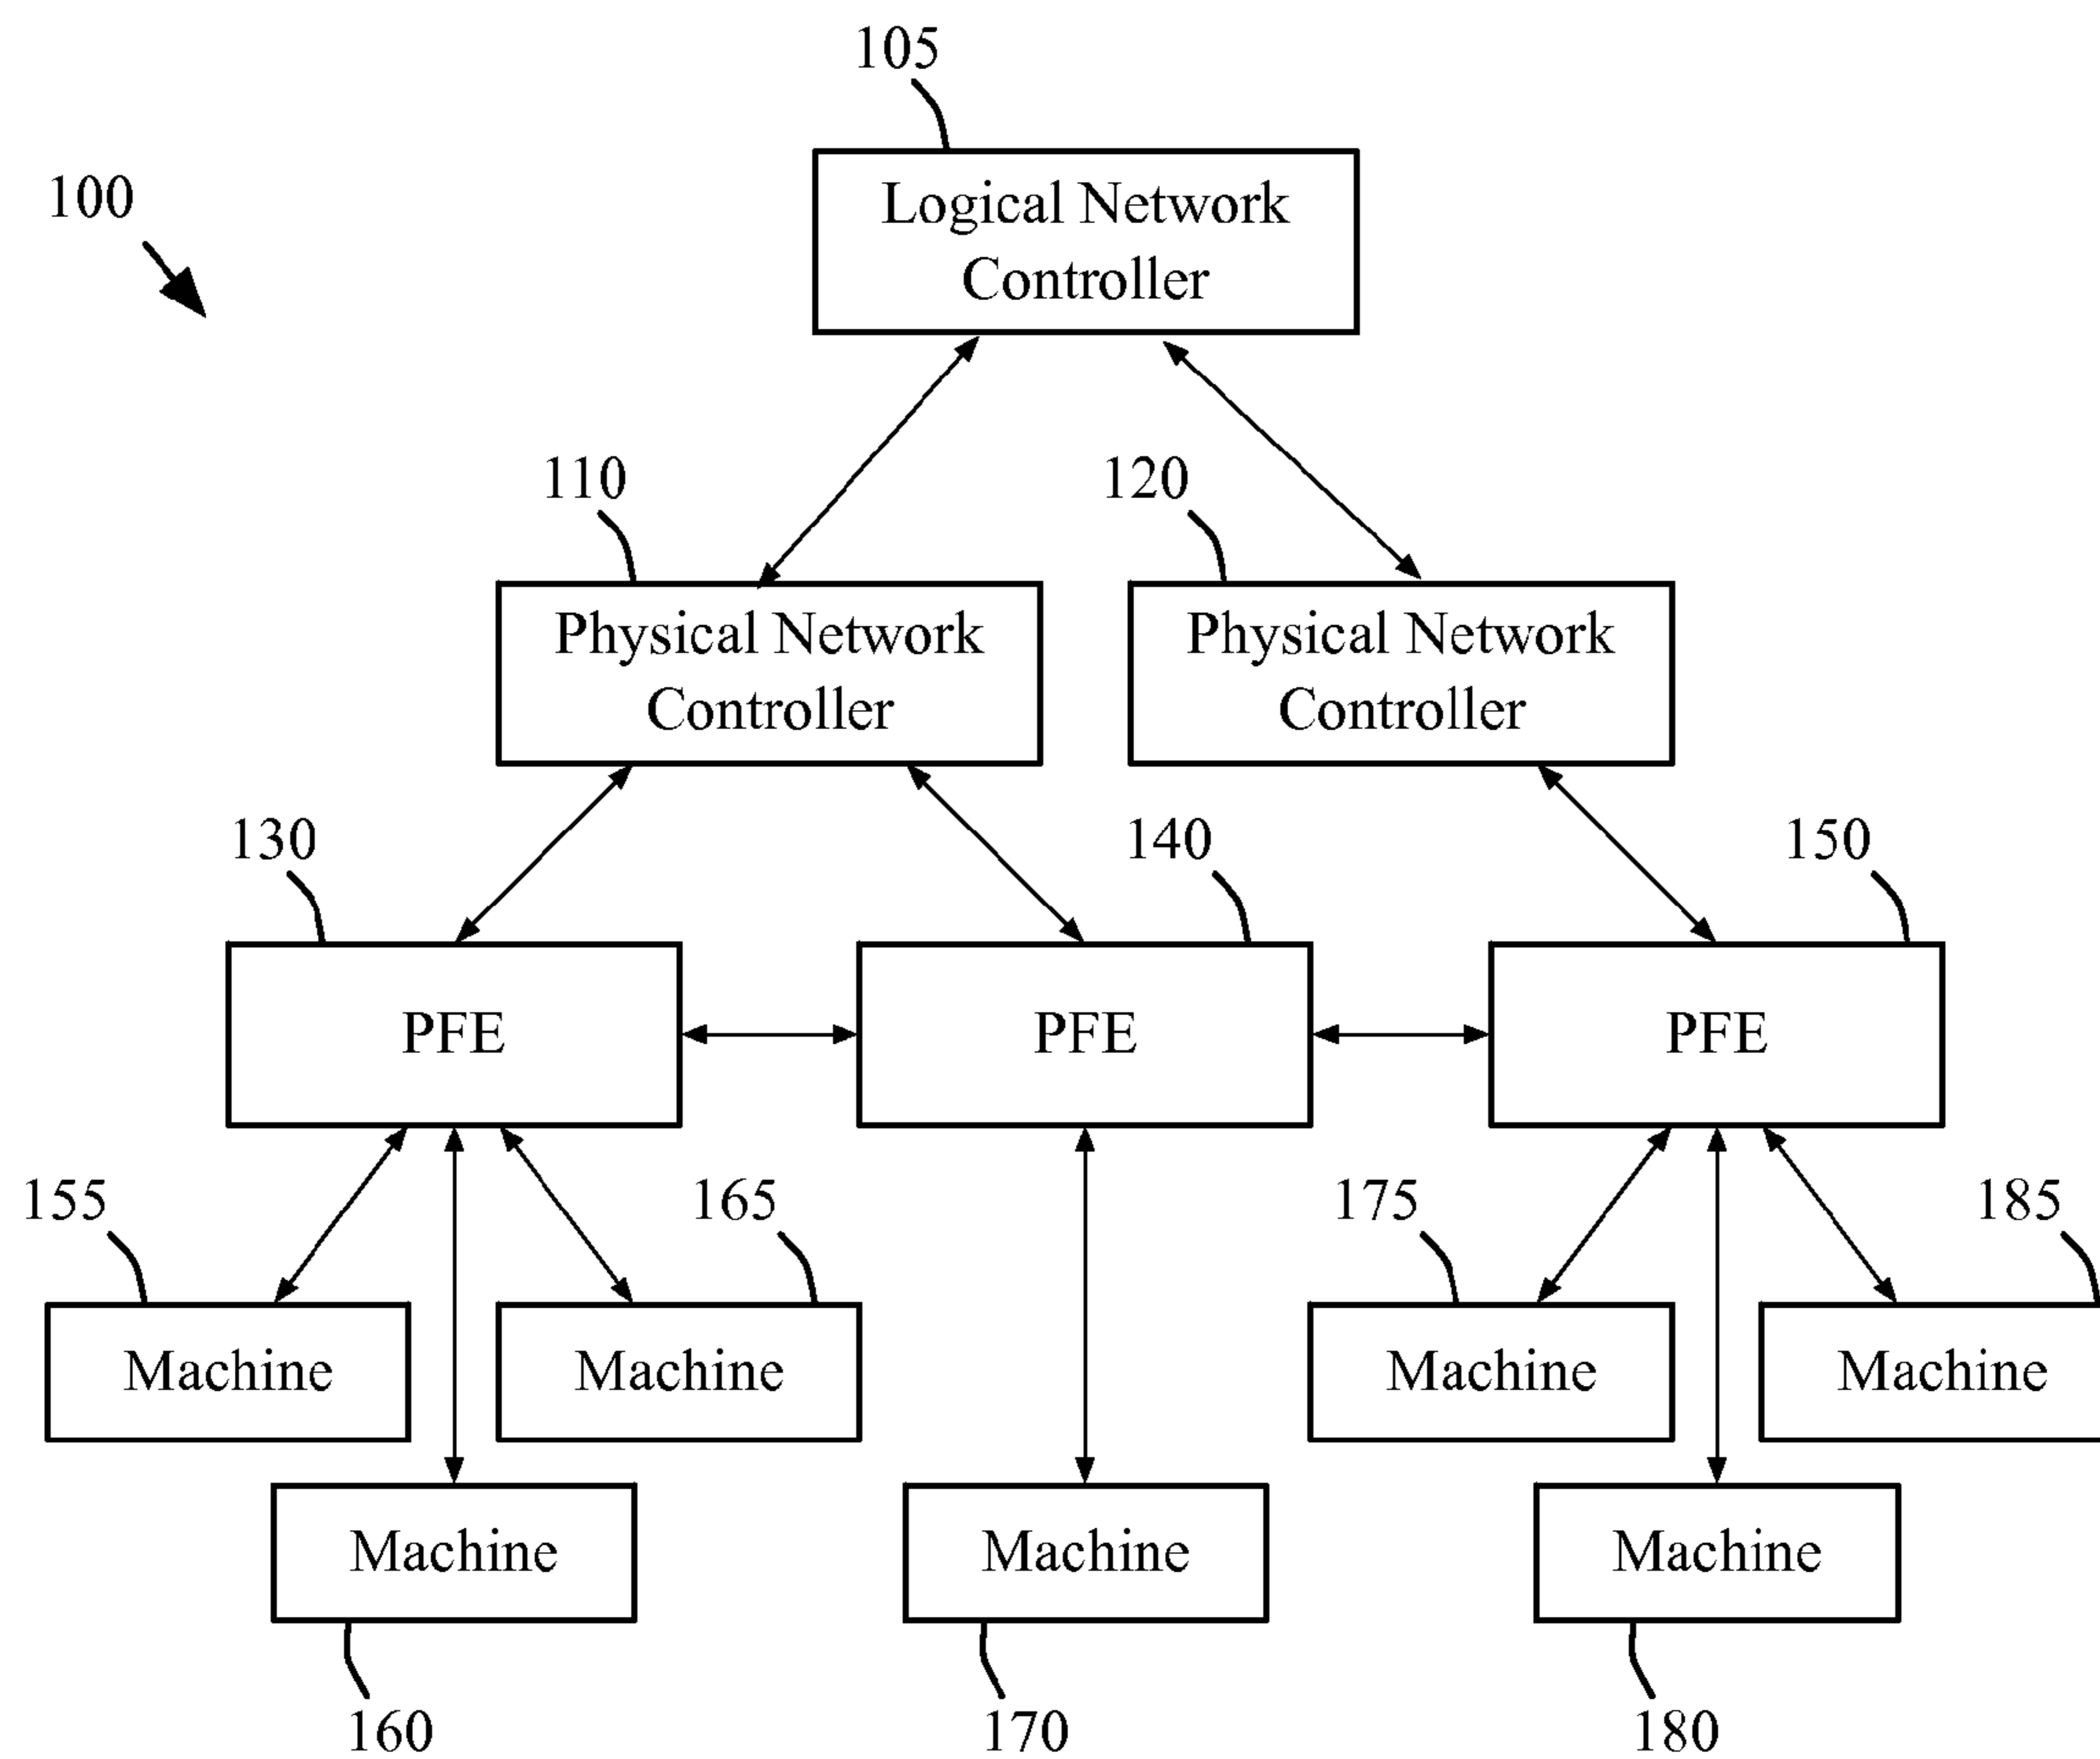 105
100
Logical Network
Controller
110
120
Physical Network
Controller
Physical Network
Controller
130
140
150
PFE
PFE
PFE
155
165
175
185
Machine
Machine
Machine
Machine
Machine
Machine
Machine
160
170
180